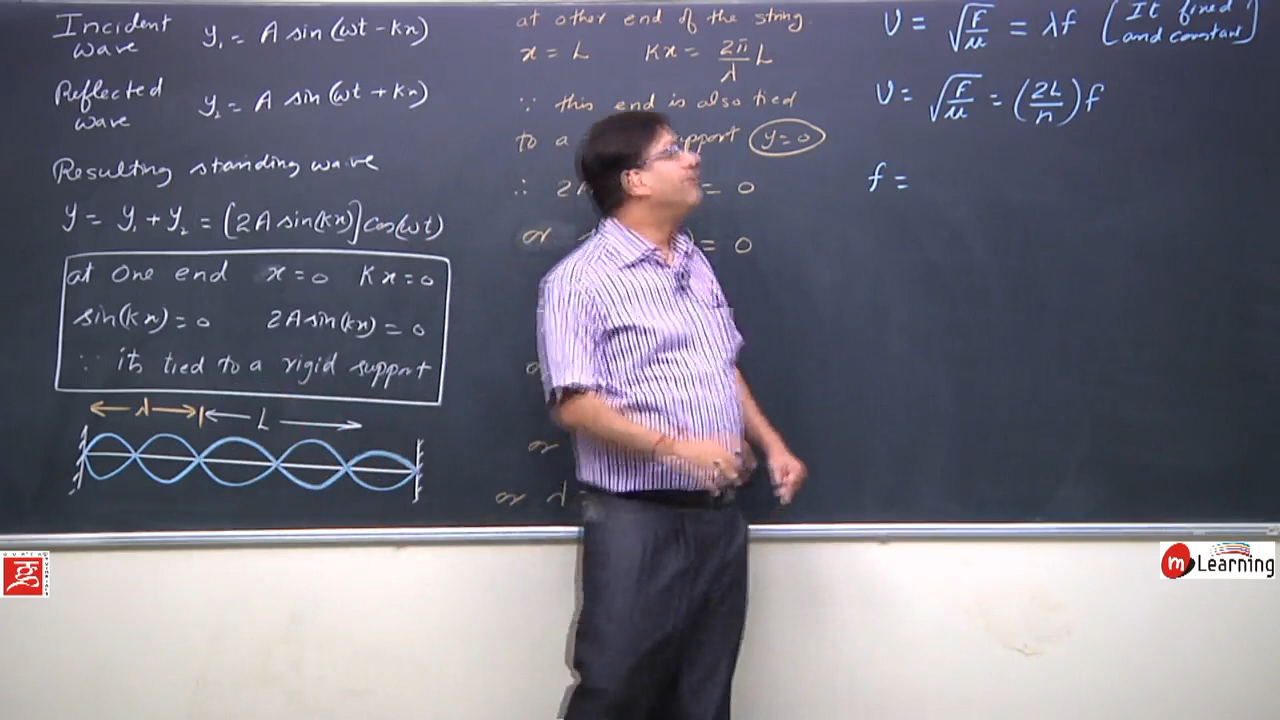 Incident wave y₁ = A sin(ωt - kx)
Reflected wave y₂ = A sin(ωt + kx)
Resulting standing wave
y = y₁ + y₂ = [2A sin(kx)] cos(ωt)
at one end x = 0 Kx = 0
sin(kx) = 0 2A sin(kx) = 0
∵ it's tied to a rigid support
λ L
at other end of the string
x = L Kx = 2π/λ L
∵ this end is also tied
to a support y = 0
∴ = 0
or = 0
or
or λ =
v = √(F/μ) = λf (It fixed and constant)
v = √(F/μ) = (2L/n) f
f =
m Learning